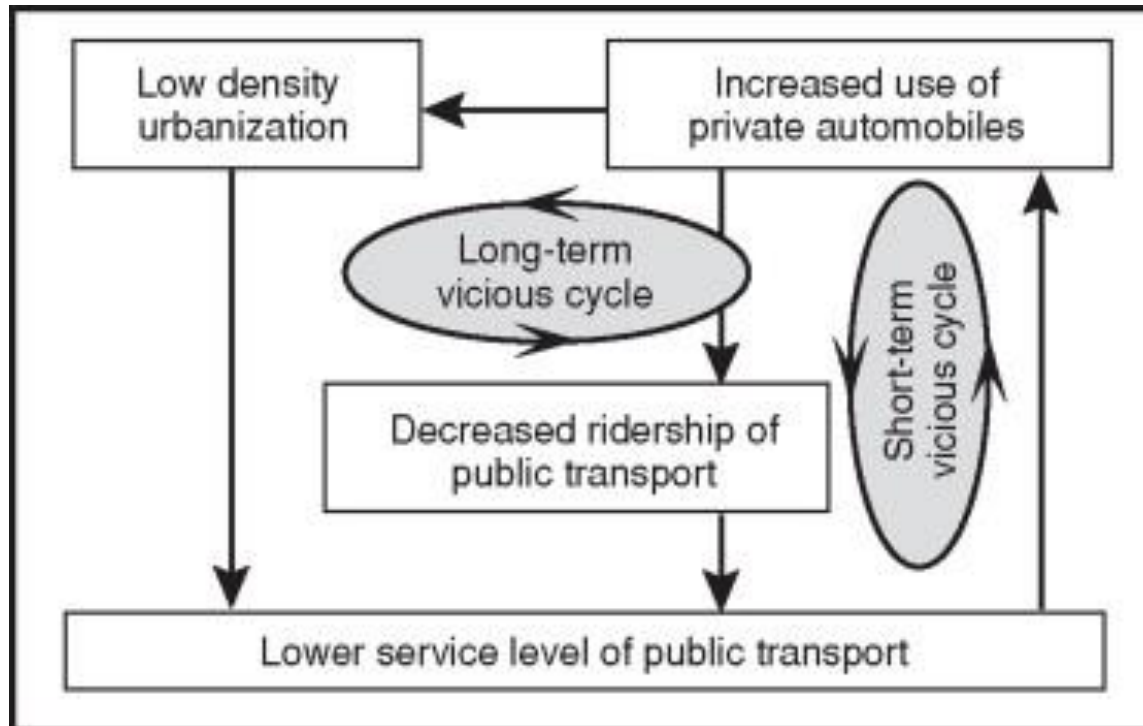 Low density
urbanization
Increased use of
private automobiles
Long-term
vicious cycle
Short-term
vicious cycle
Decreased ridership of
public transport
Lower service level of public transport